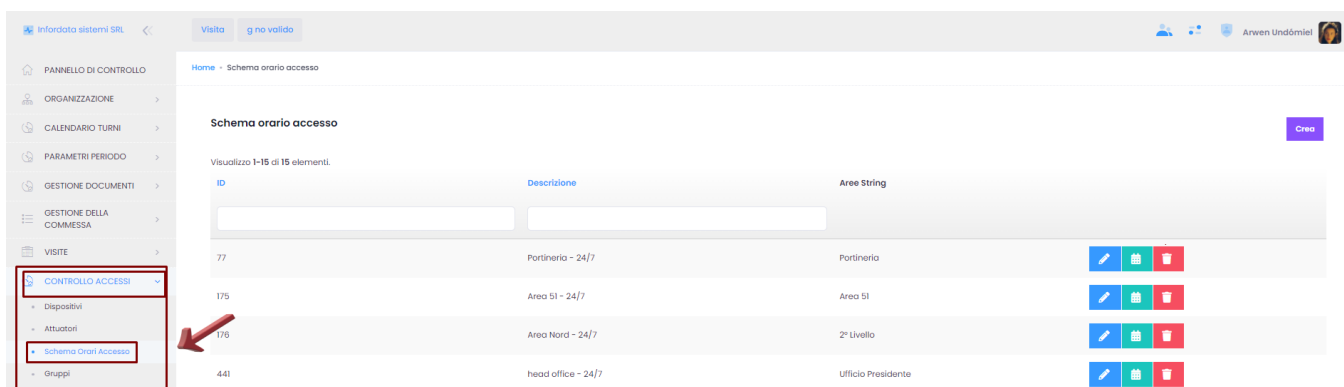 Infordata sistemi SRL
Visita
g no valido
Arwen Undómiel
PANNELLO DI CONTROLLO
ORGANIZZAZIONE
CALENDARIO TURNI
PARAMETRI PERIODO
GESTIONE DOCUMENTI
GESTIONE DELLA
COMMESSA
VISITE
CONTROLLO ACCESSI
Dispositivi
Attuatori
Schema Orari Accesso
Gruppi
Home • Schema orario accesso
Schema orario accesso
Crea
Visualizzo 1-15 di 15 elementi.
ID Descrizione Aree String
77 Portineria - 24/7 Portineria
175 Area 51 - 24/7 Area 51
176 Area Nord - 24/7 2º Livello
441 head office - 24/7 Ufficio Presidente